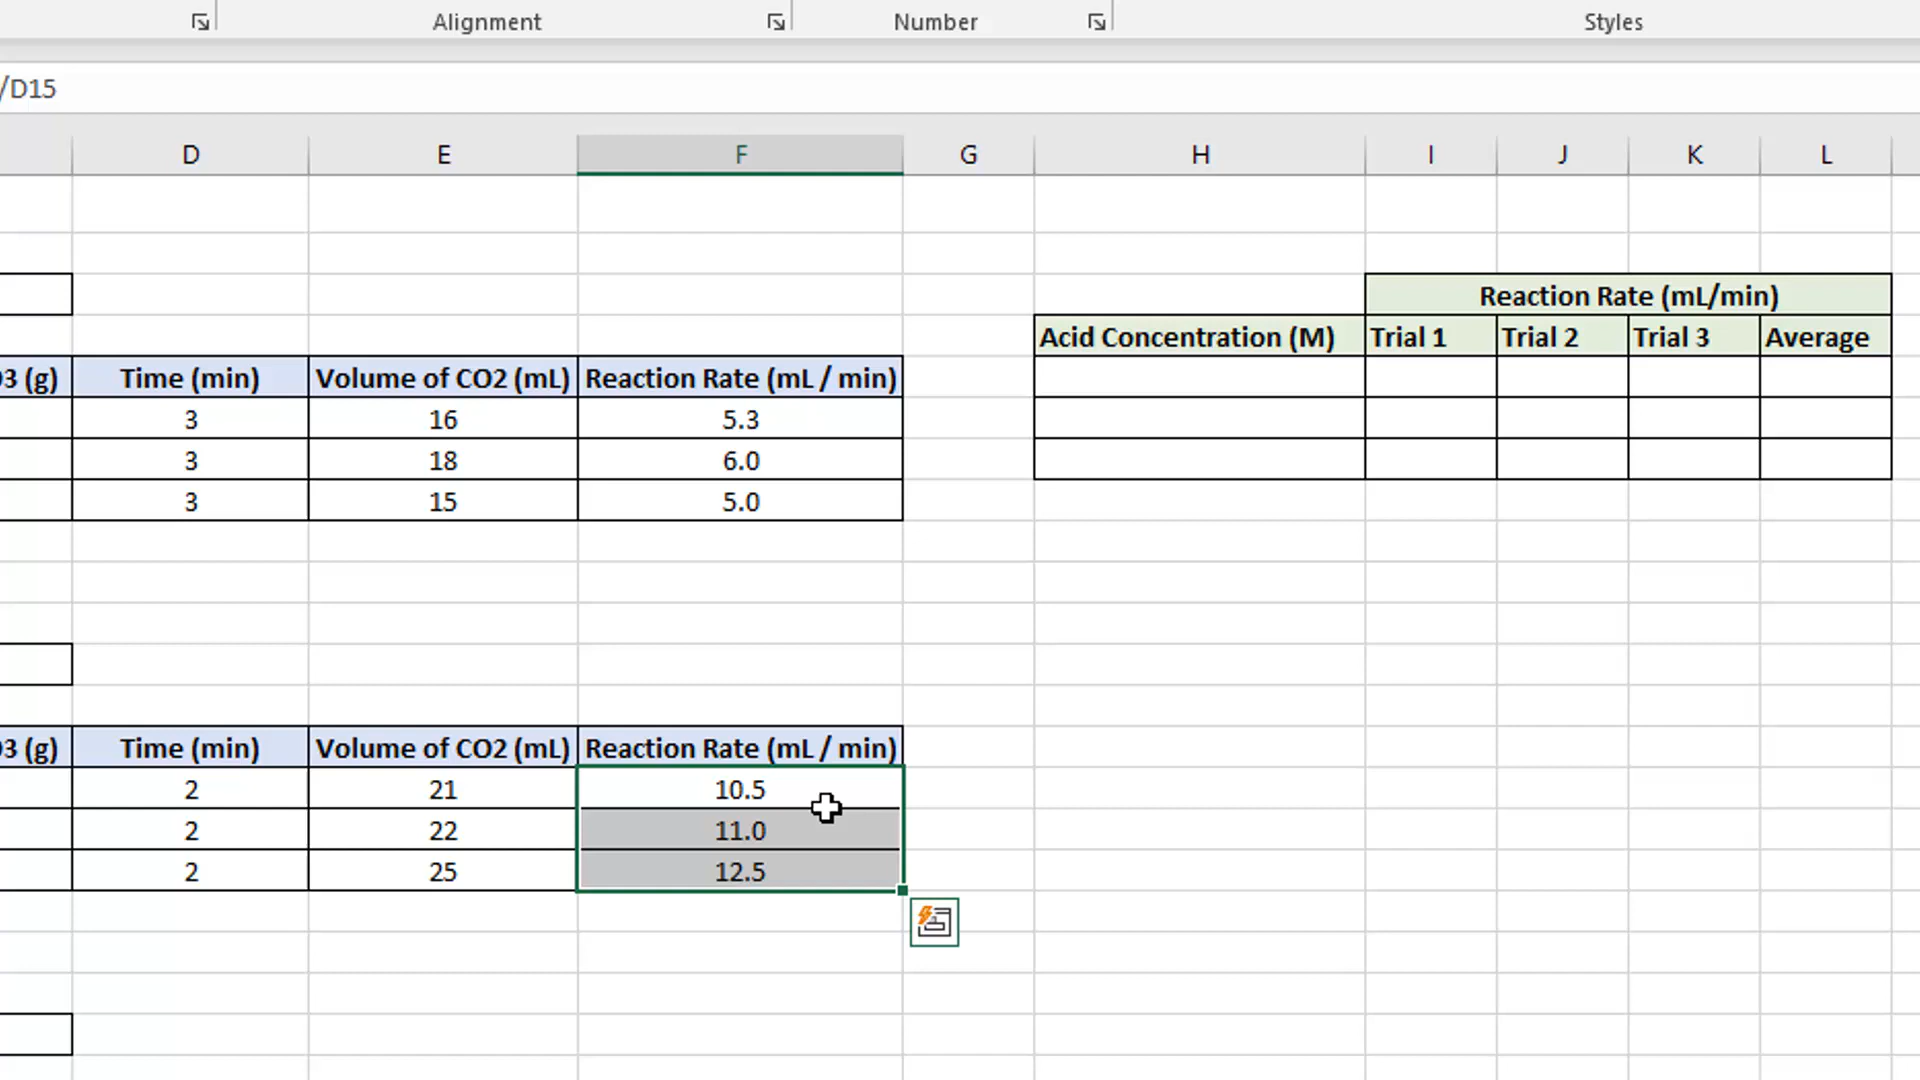 Alignment Number Styles
/D15
D E F G H I J K L
Reaction Rate (mL/min)
Acid Concentration (M) Trial 1 Trial 2 Trial 3 Average
O3 (g) Time (min) Volume of CO2 (mL) Reaction Rate (mL / min)
3 16 5.3
3 18 6.0
3 15 5.0
O3 (g) Time (min) Volume of CO2 (mL) Reaction Rate (mL / min)
2 21 10.5
2 22 11.0
2 25 12.5